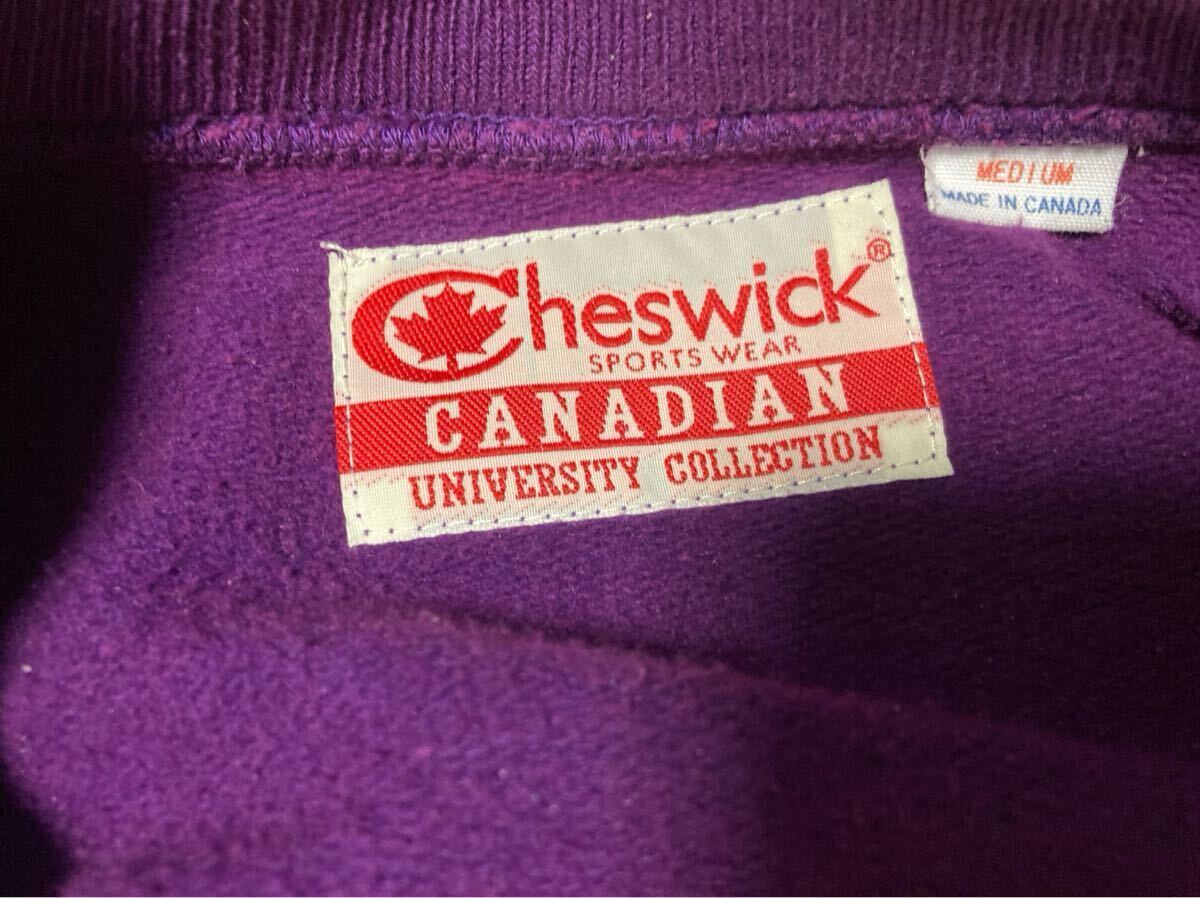 Cheswick®
SPORTS WEAR
CANADIAN
UNIVERSITY COLLECTION
MEDIUM
MADE IN CANADA